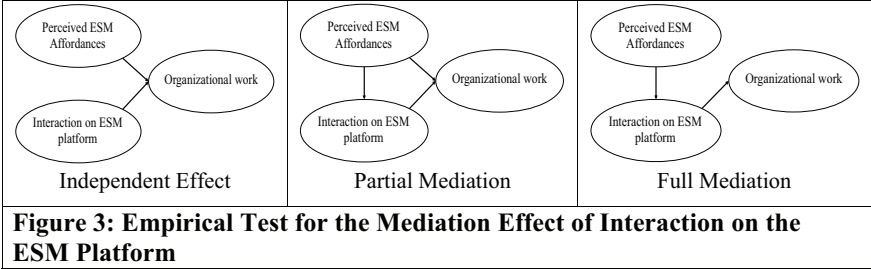 Perceived ESM
Affordances
Organizational work
Interaction on ESM
platform
Independent Effect
Perceived ESM
Affordances
Organizational work
Interaction on ESM
platform
Partial Mediation
Perceived ESM
Affordances
Organizational work
Interaction on ESM
platform
Full Mediation
Figure 3: Empirical Test for the Mediation Effect of Interaction on the
ESM Platform